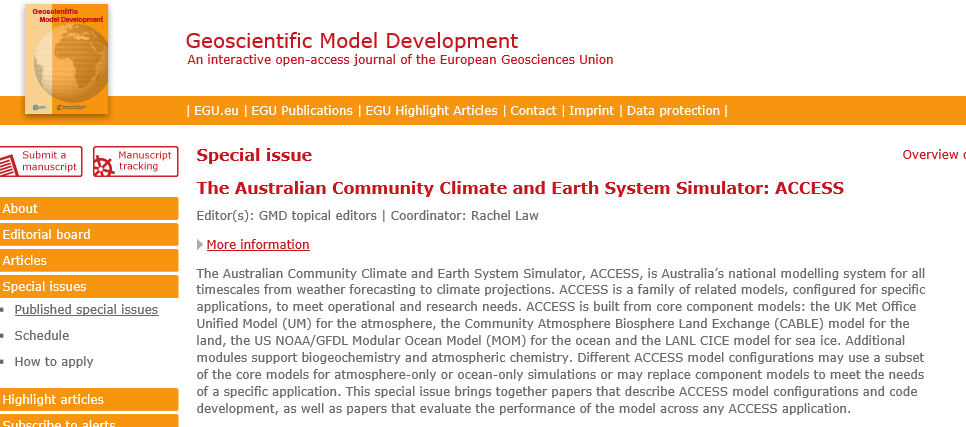 Geoscientific
Model Development
Geoscientific Model Development
An interactive open-access journal of the European Geosciences Union
| EGU.eu | EGU Publications | EGU Highlight Articles | Contact | Imprint | Data protection |
Submit a
manuscript
Manuscript
tracking
Special issue
Overview
The Australian Community Climate and Earth System Simulator: ACCESS
Editor(s): GMD topical editors | Coordinator: Rachel Law
More information
The Australian Community Climate and Earth System Simulator, ACCESS, is Australia’s national modelling system for all
timescales from weather forecasting to climate projections. ACCESS is a family of related models, configured for specific
applications, to meet operational and research needs. ACCESS is built from core component models: the UK Met Office
Unified Model (UM) for the atmosphere, the Community Atmosphere Biosphere Land Exchange (CABLE) model for the
land, the US NOAA/GFDL Modular Ocean Model (MOM) for the ocean and the LANL CICE model for sea ice. Additional
modules support biogeochemistry and atmospheric chemistry. Different ACCESS model configurations may use a subset
of the core models for atmosphere-only or ocean-only simulations or may replace component models to meet the needs
of a specific application. This special issue brings together papers that describe ACCESS model configurations and code
development, as well as papers that evaluate the performance of the model across any ACCESS application.
About
Editorial board
Articles
Special issues
Published special issues
Schedule
How to apply
Highlight articles
Subscribe to alerts